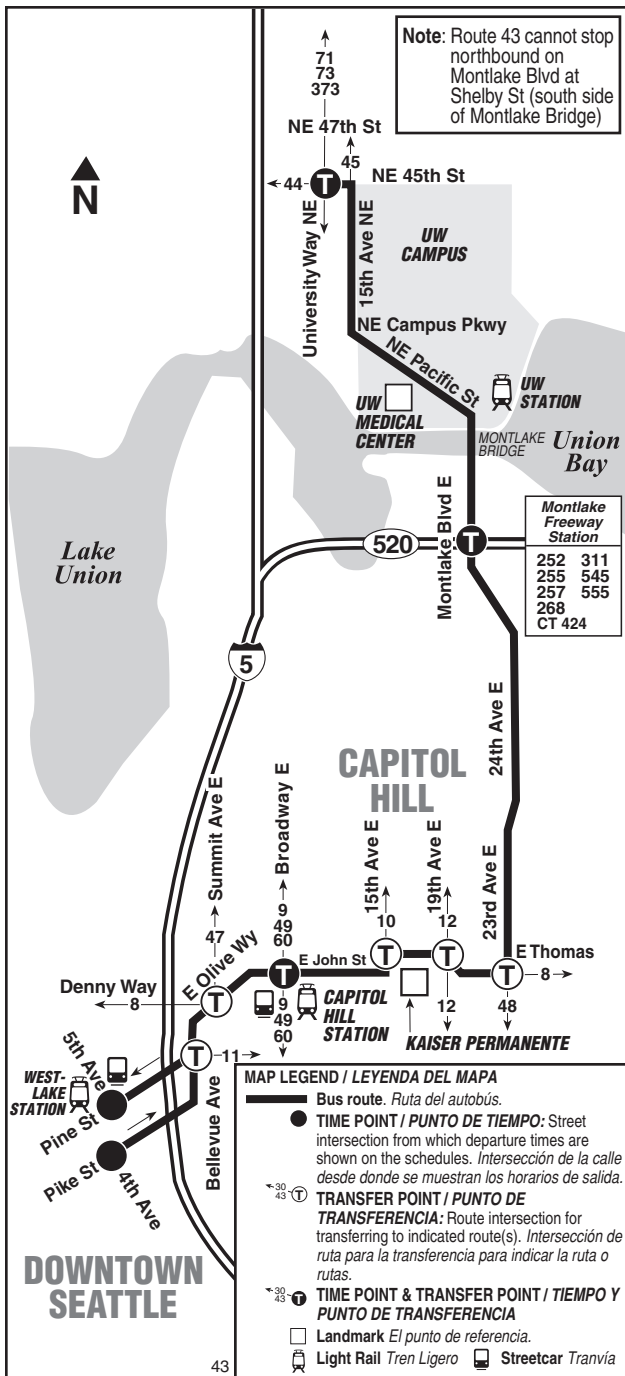 Note: Route 43 cannot stop
northbound on
Montlake Blvd at
Shelby St (south side
of Montlake Bridge)
71
73
373
NE 47th St
45
44
T
NE 45th St
N
University Way NE
15th Ave NE
UW
CAMPUS
NE Campus Pkwy
NE Pacific St
UW
MEDICAL
CENTER
UW
STATION
MONTLAKE
BRIDGE
Union
Bay
Montlake Blvd E
Lake
Union
520
T
Montlake
Freeway
Station
252 311
255 545
257 555
268
CT 424
5
24th Ave E
CAPITOL
HILL
Summit Ave E
Broadway E
15th Ave E
19th Ave E
23rd Ave E
9
49
60
10
12
47
E Olive Wy
E John St
T
T
T
T
T
E Thomas
8
Denny Way
8
9
49
60
CAPITOL
HILL
STATION
12
48
KAISER PERMANENTE
5th Ave
T
11
WEST-
LAKE
STATION
Pine St
Bellevue Ave
Pike St
4th Ave
DOWNTOWN
SEATTLE
43
MAP LEGEND / LEYENDA DEL MAPA
Bus route. Ruta del autobús.
TIME POINT / PUNTO DE TIEMPO: Street
intersection from which departure times are
shown on the schedules. Intersección de la calle
desde donde se muestran los horarios de salida.
30
43
T
TRANSFER POINT / PUNTO DE
TRANSFERENCIA: Route intersection for
transferring to indicated route(s). Intersección de
ruta para la transferencia para indicar la ruta o
rutas.
30
43
T
TIME POINT & TRANSFER POINT / TIEMPO Y
PUNTO DE TRANSFERENCIA
Landmark El punto de referencia.
Light Rail Tren Ligero Streetcar Tranvía